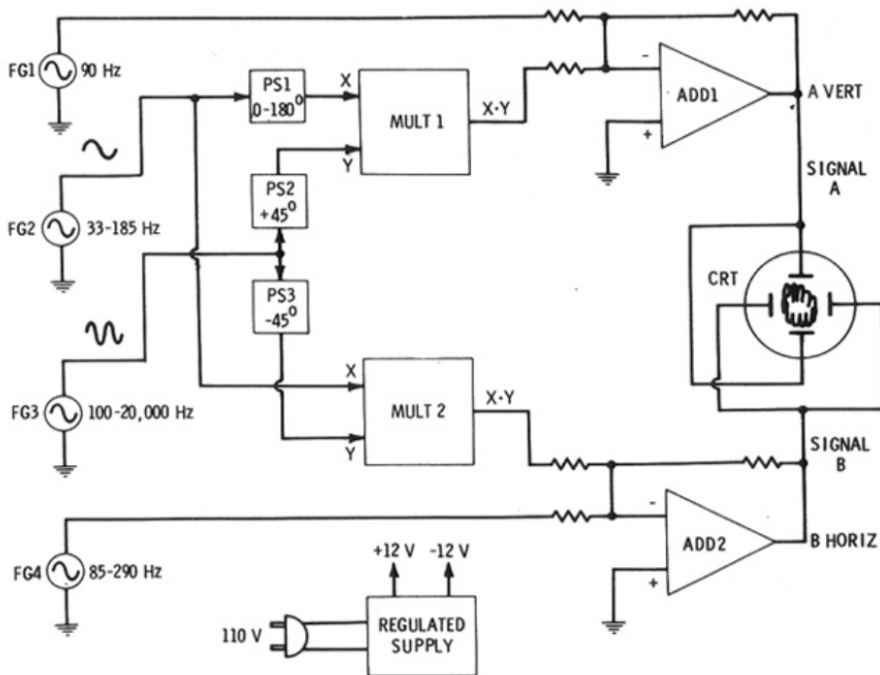 FG1
90 Hz
PS1
0-180°
X
Y
MULT 1
X·Y
-
+
ADD1
A VERT
SIGNAL
A
FG2
33-185 Hz
PS2
+45°
PS3
-45°
CRT
FG3
100-20,000 Hz
X
Y
MULT 2
X·Y
SIGNAL
B
-
+
ADD2
B HORIZ
FG4
85-290 Hz
+12 V
-12 V
110 V
REGULATED
SUPPLY